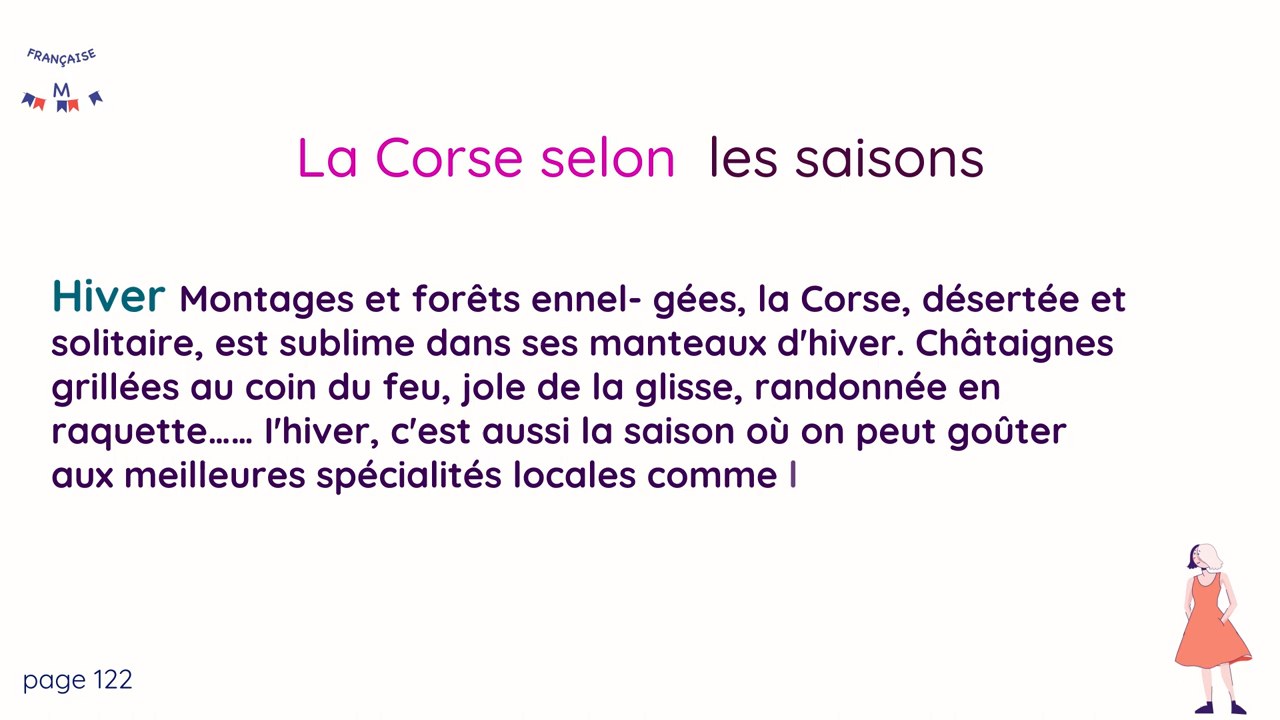 FRANÇAISE
M
La Corse selon les saisons
Hiver Montages et forêts ennel- gées, la Corse, désertée et
solitaire, est sublime dans ses manteaux d'hiver. Châtaignes
grillées au coin du feu, jole de la glisse, randonnée en
raquette...... l'hiver, c'est aussi la saison où on peut goûter
aux meilleures spécialités locales comme l
page 122